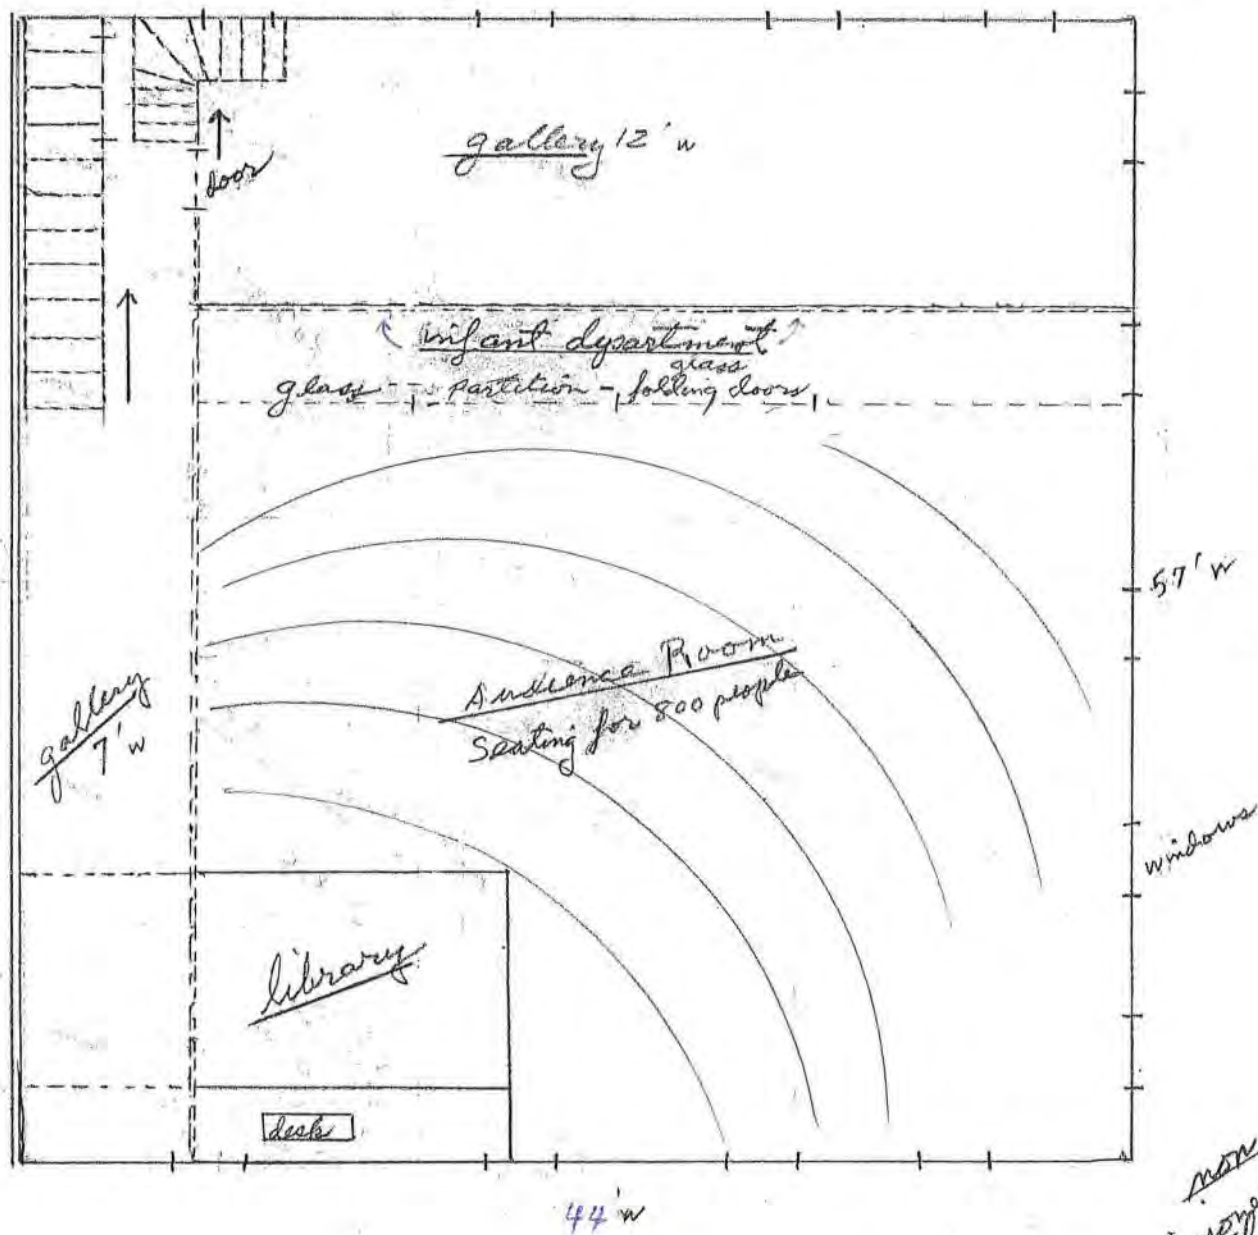 gallery 12' w
door
infant department
glass
glass -- partition - folding doors
57' w
Audience Room
Seating for 800 people
gallery
7' w
windows
library
desk
44' w
non